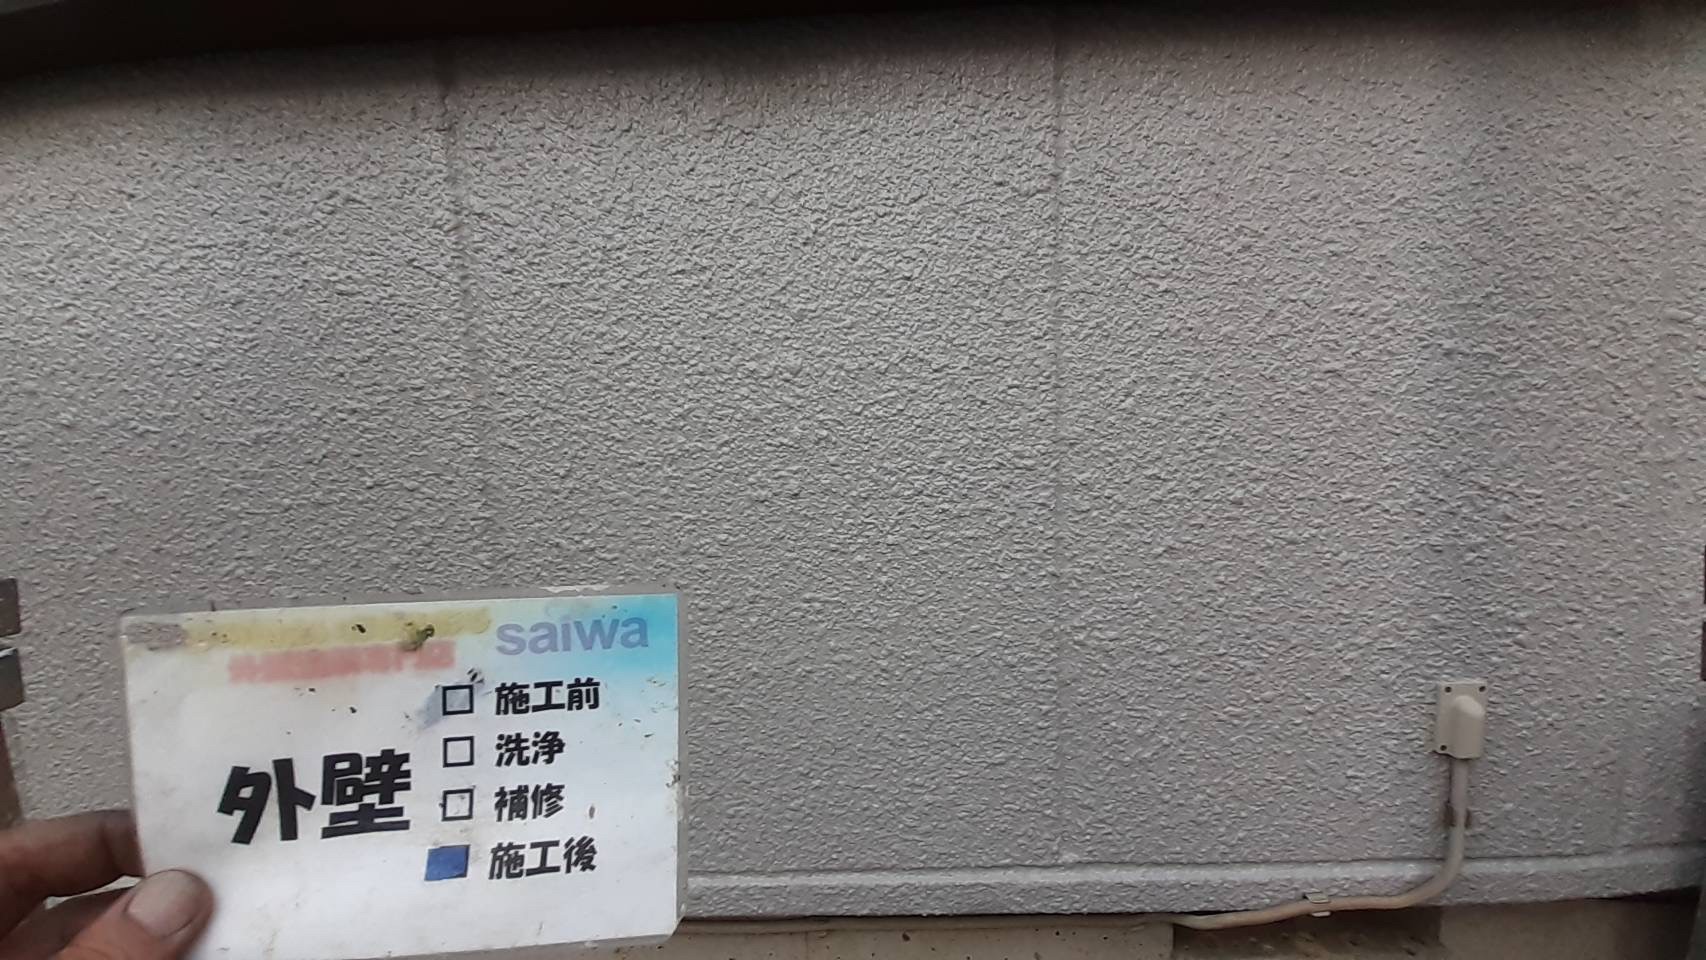 saiwa
外壁
□ 施工前
□ 洗浄
□ 補修
■ 施工後